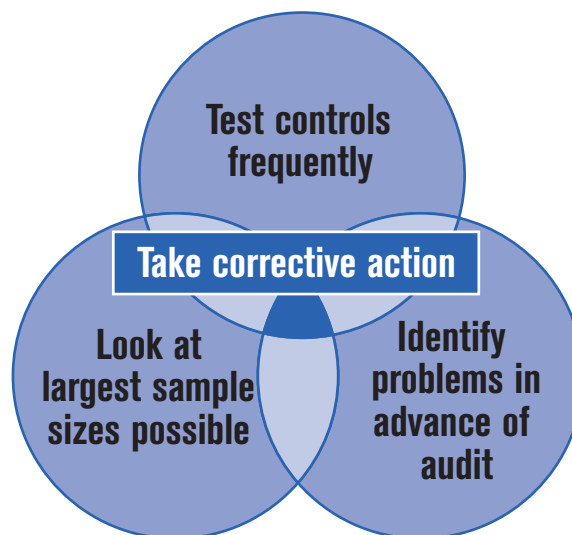 Test controls
frequently
Take corrective action
Look at
largest sample
sizes possible
Identify
problems in
advance of
audit